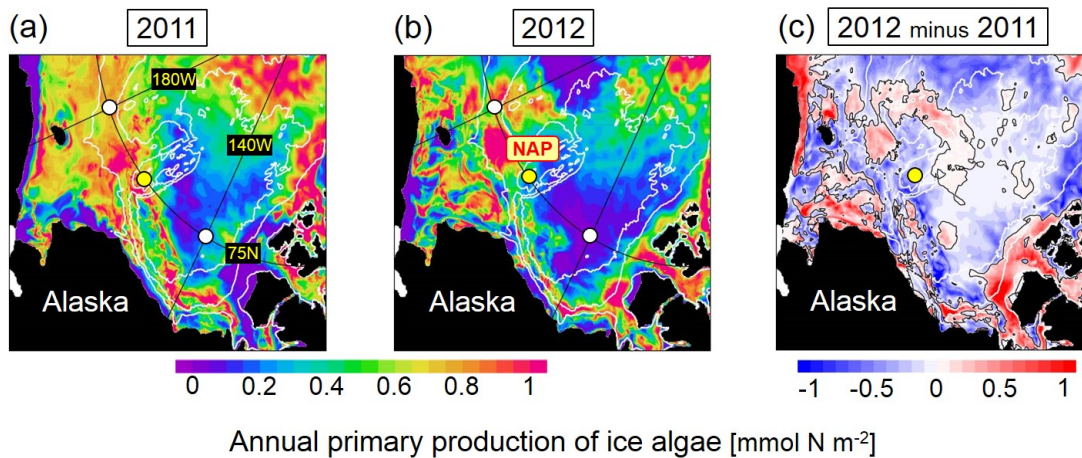 (a) 2011
(b) 2012
(c) 2012 minus 2011
180W
140W
75N
Alaska
NAP
Alaska
Alaska
0 0.2 0.4 0.6 0.8 1
-1 -0.5 0 0.5 1
Annual primary production of ice algae [mmol N m⁻²]